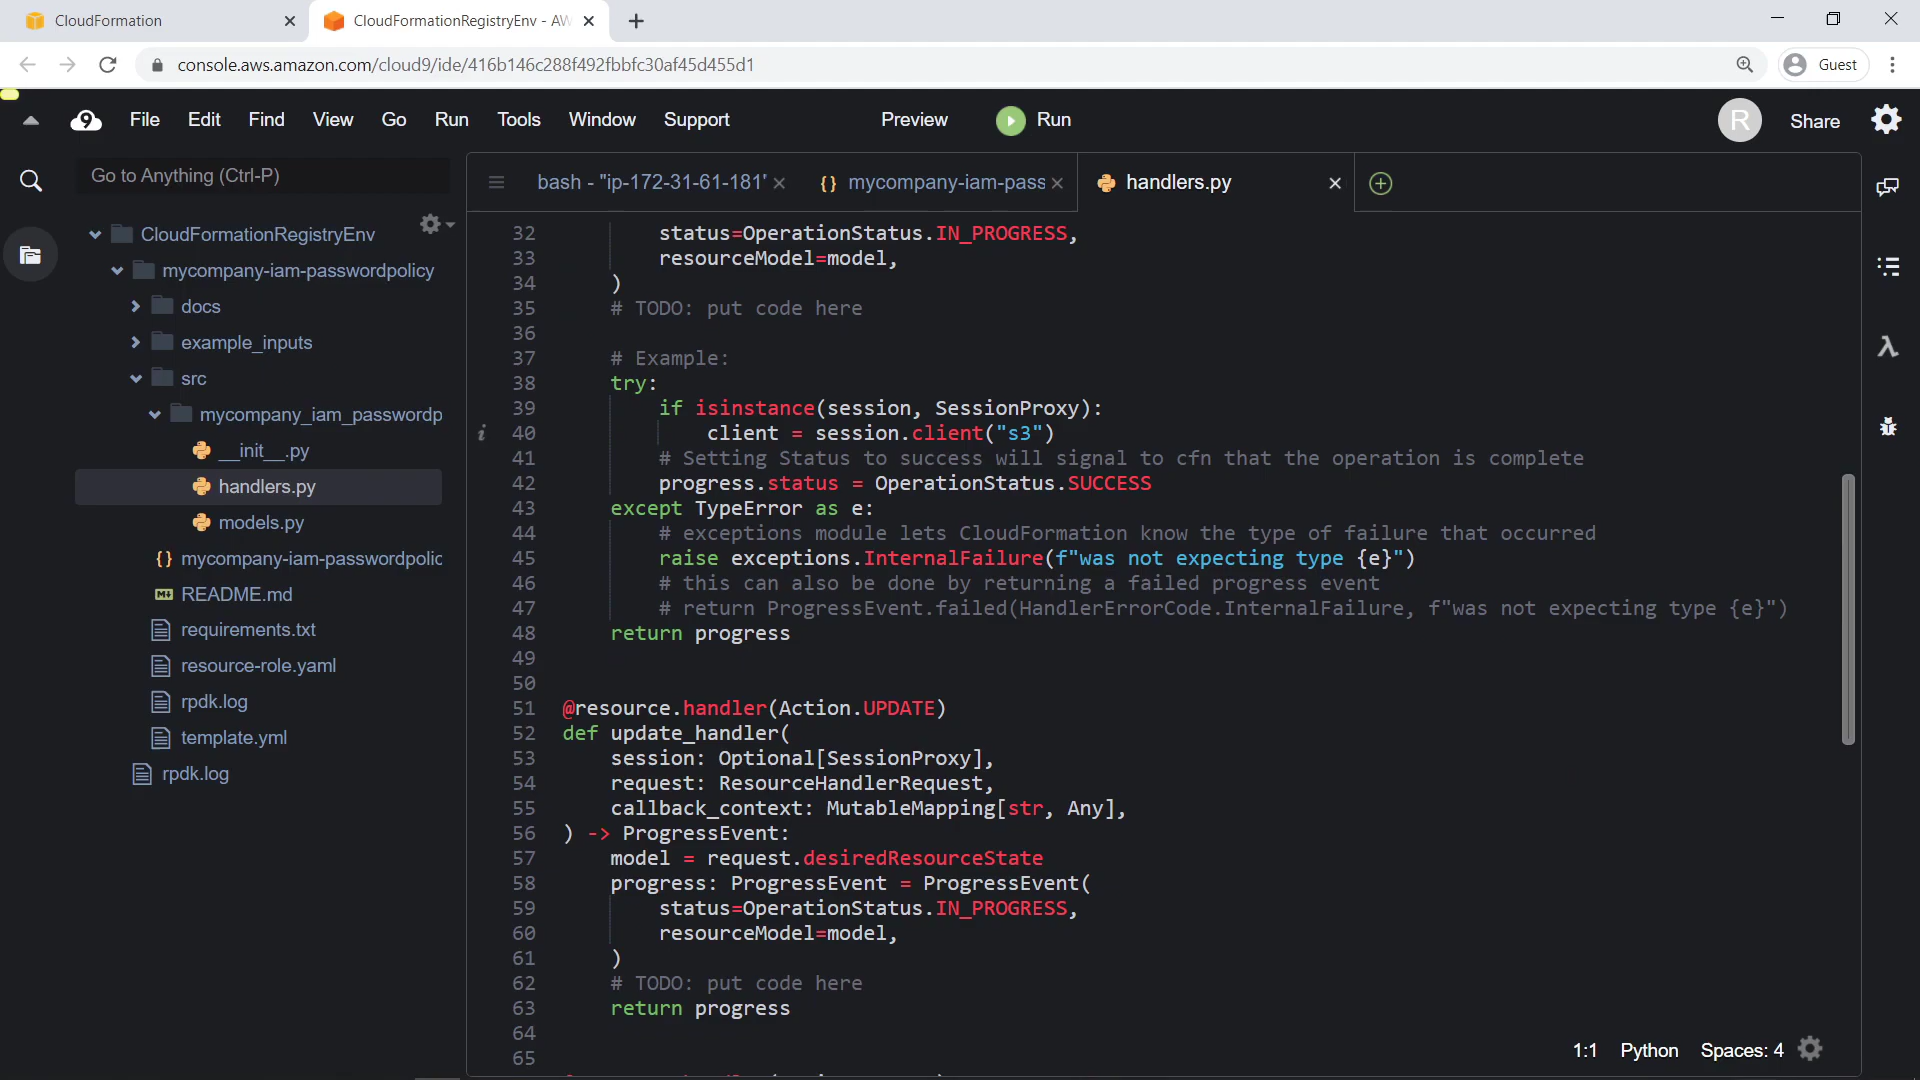 CloudFormation
CloudFormationRegistryEnv - AW
console.aws.amazon.com/cloud9/ide/416b146c288f492fbbfc30af45d455d1
Guest
9 File Edit Find View Go Run Tools Window Support Preview Run R Share
Go to Anything (Ctrl-P)
bash - "ip-172-31-61-181"
{} mycompany-iam-pass
handlers.py
CloudFormationRegistryEnv
mycompany-iam-passwordpolicy
docs
example_inputs
src
mycompany_iam_passwordp
__init__.py
handlers.py
models.py
{} mycompany-iam-passwordpolic
M README.md
requirements.txt
resource-role.yaml
rpdk.log
template.yml
rpdk.log
32 status=OperationStatus.IN_PROGRESS,
33 resourceModel=model,
34 )
35 # TODO: put code here
36
37 # Example:
38 try:
39 if isinstance(session, SessionProxy):
i 40 client = session.client("s3")
41 # Setting Status to success will signal to cfn that the operation is complete
42 progress.status = OperationStatus.SUCCESS
43 except TypeError as e:
44 # exceptions module lets CloudFormation know the type of failure that occurred
45 raise exceptions.InternalFailure(f"was not expecting type {e}")
46 # this can also be done by returning a failed progress event
47 # return ProgressEvent.failed(HandlerErrorCode.InternalFailure, f"was not expecting type {e}")
48 return progress
49
50
51 @resource.handler(Action.UPDATE)
52 def update_handler(
53 session: Optional[SessionProxy],
54 request: ResourceHandlerRequest,
55 callback_context: MutableMapping[str, Any],
56 ) -> ProgressEvent:
57 model = request.desiredResourceState
58 progress: ProgressEvent = ProgressEvent(
59 status=OperationStatus.IN_PROGRESS,
60 resourceModel=model,
61 )
62 # TODO: put code here
63 return progress
64
65
1:1 Python Spaces: 4